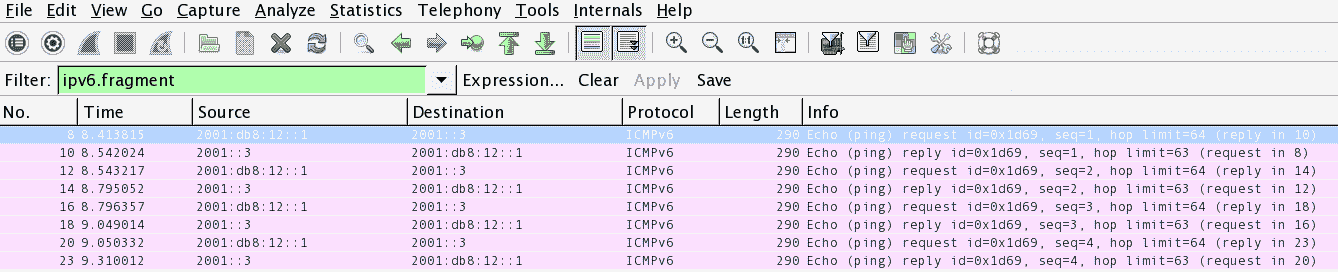 File Edit View Go Capture Analyze Statistics Telephony Tools Internals Help
Filter: ipv6.fragment Expression... Clear Apply Save
No. Time Source Destination Protocol Length Info
8 8.413815 2001:db8:12::1 2001::3 ICMPv6 290 Echo (ping) request id=0x1d69, seq=1, hop limit=64 (reply in 10)
10 8.542024 2001::3 2001:db8:12::1 ICMPv6 290 Echo (ping) reply id=0x1d69, seq=1, hop limit=63 (request in 8)
12 8.543217 2001:db8:12::1 2001::3 ICMPv6 290 Echo (ping) request id=0x1d69, seq=2, hop limit=64 (reply in 14)
14 8.795052 2001::3 2001:db8:12::1 ICMPv6 290 Echo (ping) reply id=0x1d69, seq=2, hop limit=63 (request in 12)
16 8.796357 2001:db8:12::1 2001::3 ICMPv6 290 Echo (ping) request id=0x1d69, seq=3, hop limit=64 (reply in 18)
18 9.049014 2001::3 2001:db8:12::1 ICMPv6 290 Echo (ping) reply id=0x1d69, seq=3, hop limit=63 (request in 16)
20 9.050332 2001:db8:12::1 2001::3 ICMPv6 290 Echo (ping) request id=0x1d69, seq=4, hop limit=64 (reply in 23)
23 9.310012 2001::3 2001:db8:12::1 ICMPv6 290 Echo (ping) reply id=0x1d69, seq=4, hop limit=63 (request in 20)